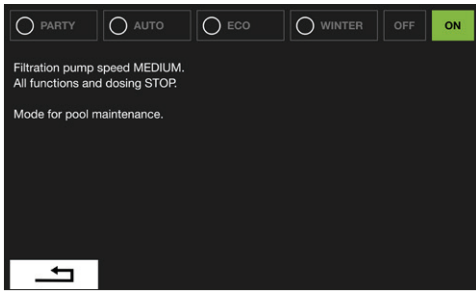 PARTY AUTO ECO WINTER OFF ON
Filtration pump speed MEDIUM.
All functions and dosing STOP.
Mode for pool maintenance.